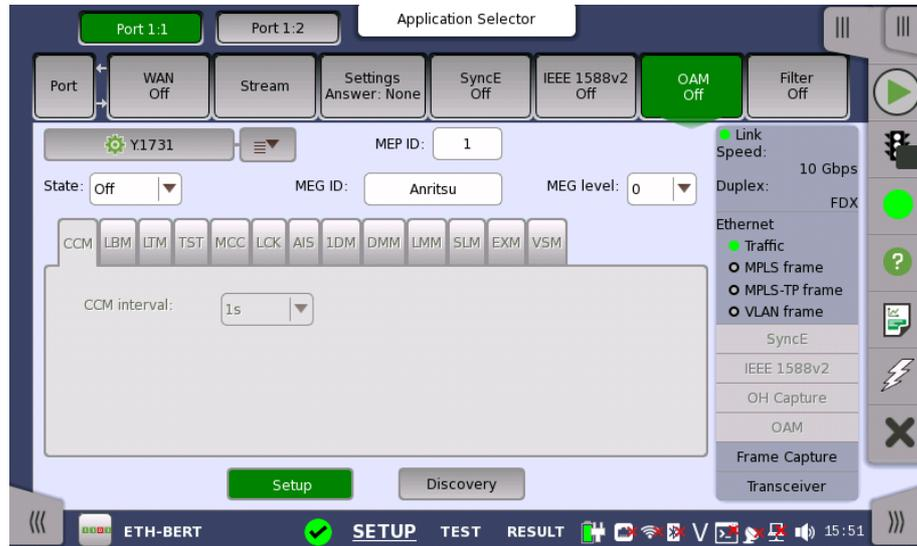 Application Selector
Port 1:1
Port 1:2
Port
WAN
Off
Stream
Settings
Answer: None
SyncE
Off
IEEE 1588v2
Off
OAM
Off
Filter
Off
Y.1731
MEP ID:
1
State:
Off
MEG ID:
Anritsu
MEG level:
0
CCM
LBM
LTM
TST
MCC
LCK
AIS
1DM
DMM
LMM
SLM
EXM
VSM
CCM interval:
1s
Setup
Discovery
Link
Speed:
10 Gbps
Duplex:
FDX
Ethernet
Traffic
MPLS frame
MPLS-TP frame
VLAN frame
SyncE
IEEE 1588v2
OH Capture
OAM
Frame Capture
Transceiver
ETH-BERT
SETUP
TEST
RESULT
V
15:51